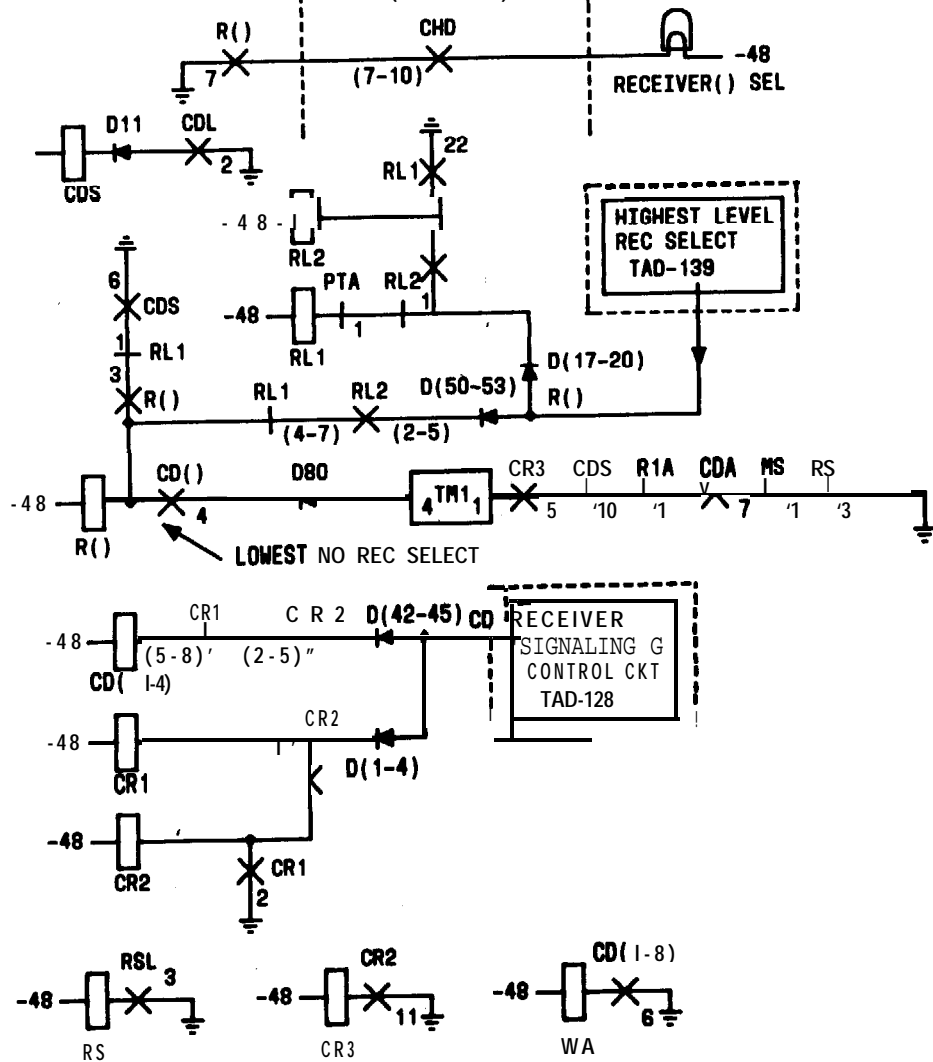 R()
CHD
7
(7-10)
-48
RECEIVER() SEL
D11
CDL
2
CDS
22
RL1
-48-
RL2
HIGHEST LEVEL
REC SELECT
TAD-139
6
CDS
PTA
RL2
-48
1
1
RL1
1
RL1
3
R()
D(17-20)
D(50~53)
R()
RL1
RL2
(4-7)
(2-5)
-48
CD()
D80
4
4 TM1 1
CR3
CDS
R1A
CDA
MS
RS
5
'10
'1
7
'1
'3
R()
LOWEST NO REC SELECT
-48
CR1
CR2
D(42-45)
CD
RECEIVER
SIGNALING G
CONTROL CKT
TAD-128
(5-8)'
(2-5)"
CD( I-4)
-48
CR2
D(1-4)
CR1
-48
CR2
CR1
2
RSL
3
-48
RS
CR2
-48
11
CR3
CD(I-8)
-48
6
WA